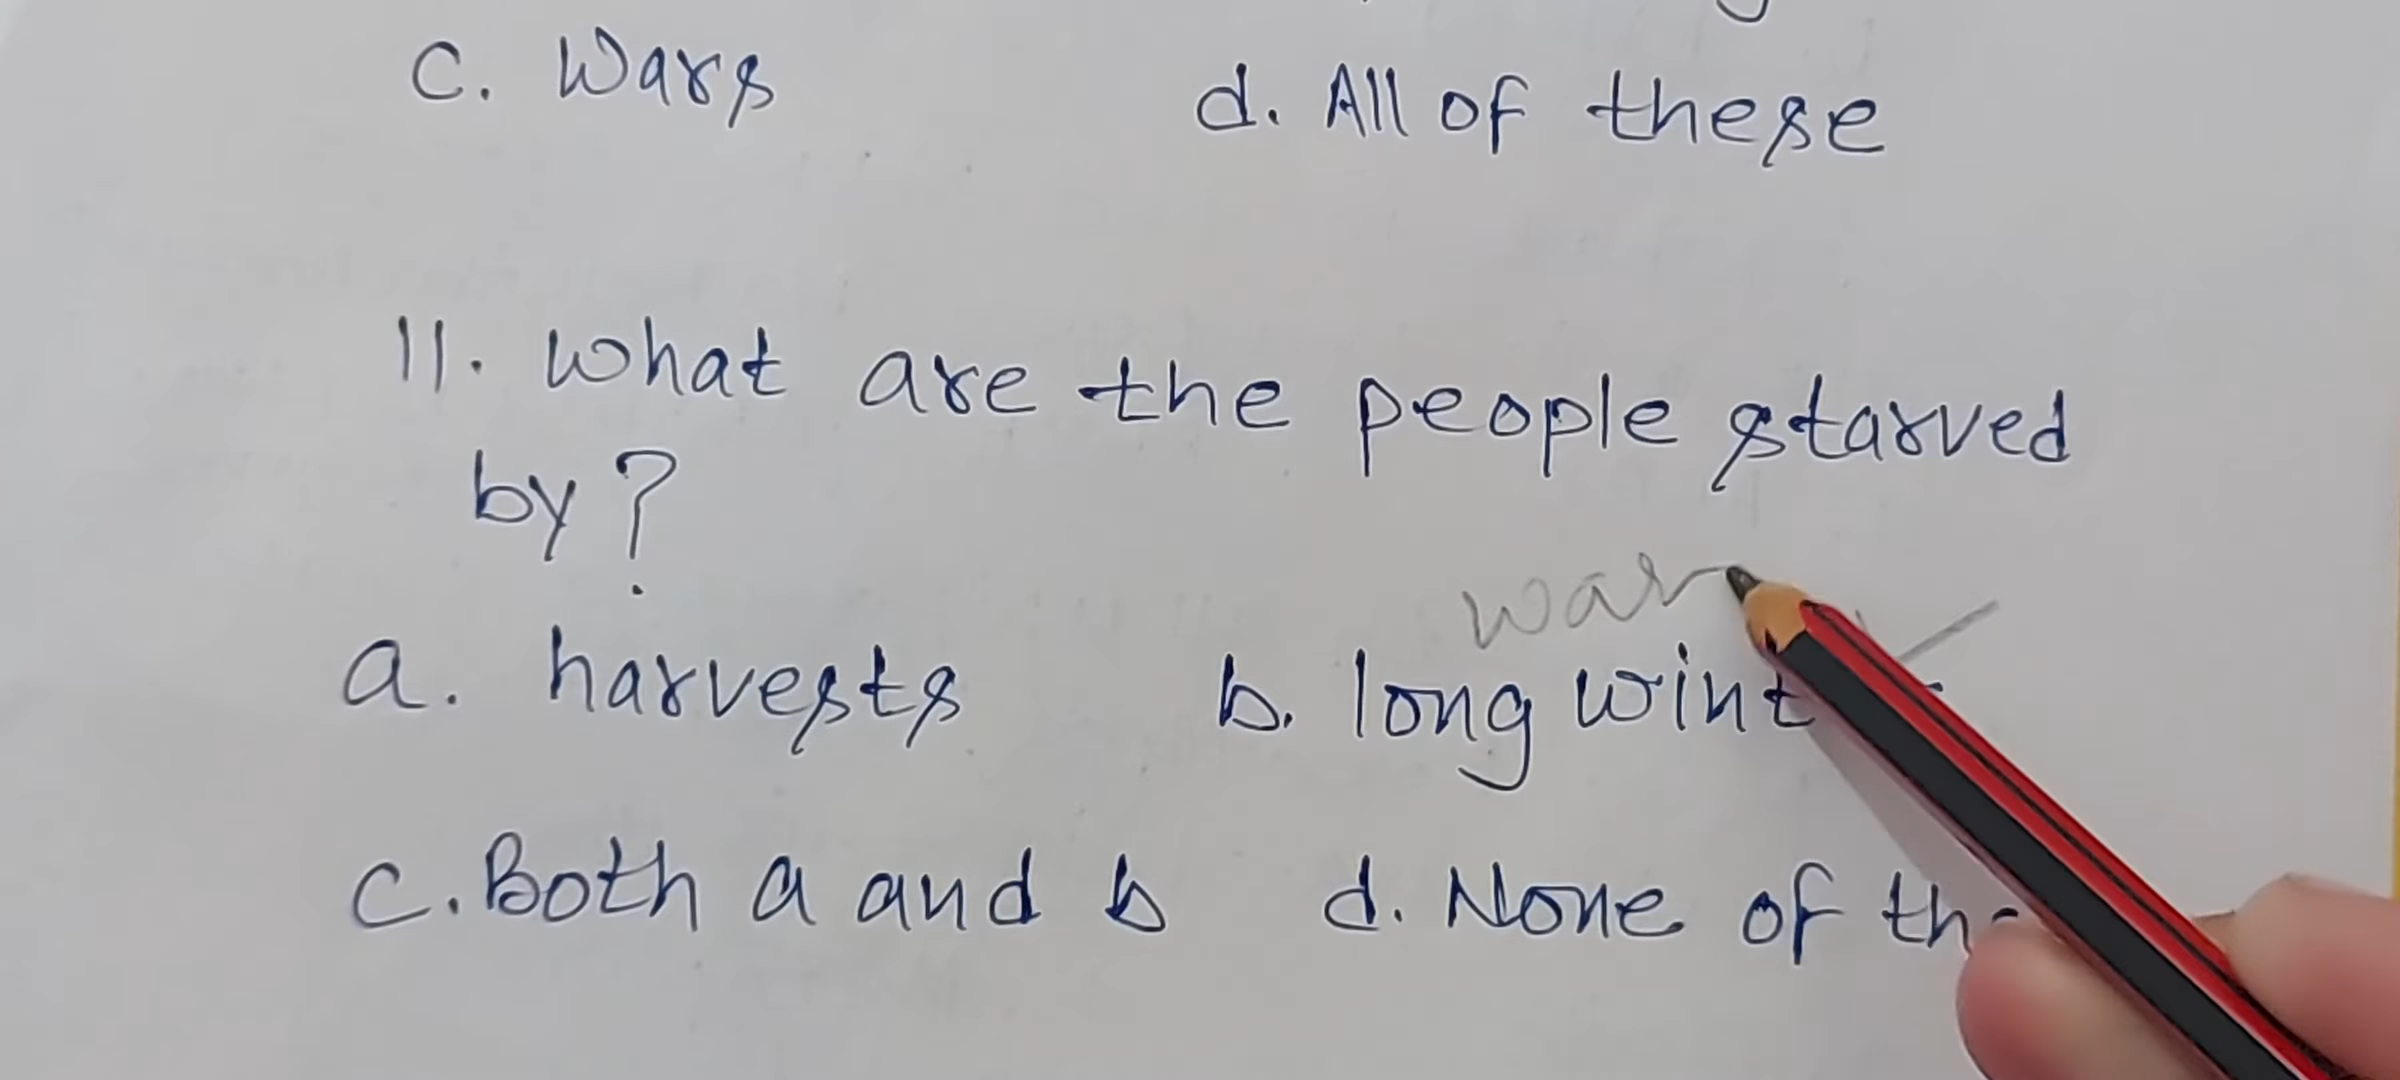 c. Wars
d. All of these
11. What are the people starved
by?
war
a. harvests
b. long wint
c. Both a and b
d. None of th